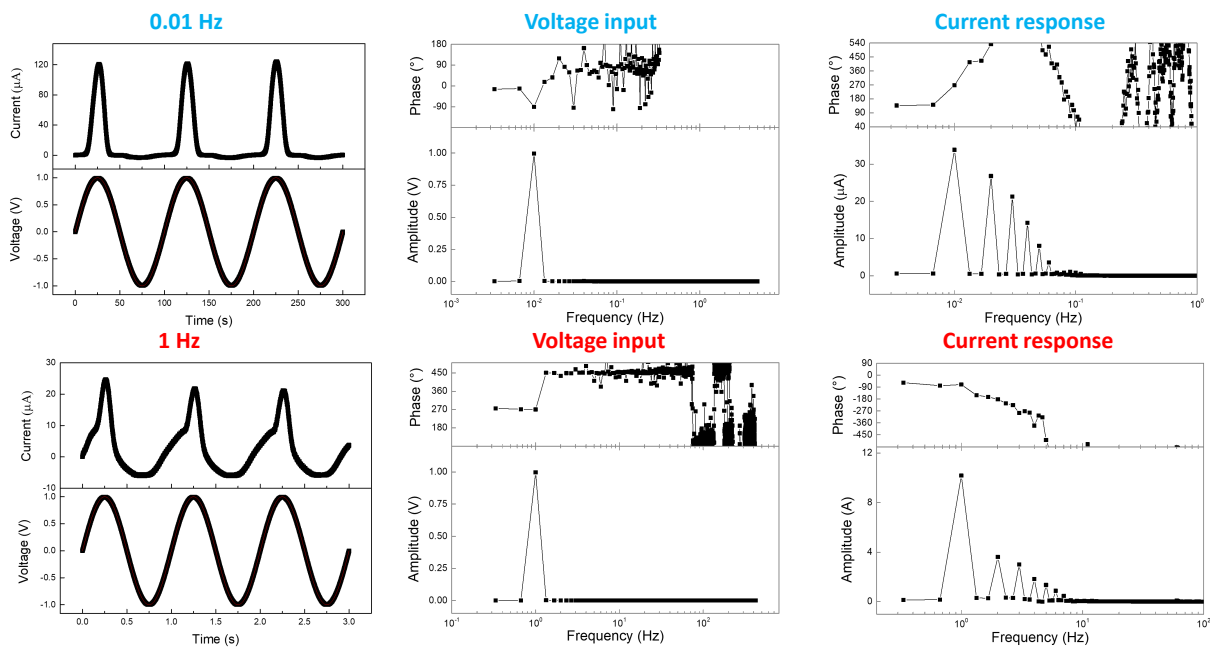 0.01 Hz
Voltage input
Current response
Current (μA)
120
80
40
0
Voltage (V)
1.0
0.5
0.0
-0.5
-1.0
0 50 100 150 200 250 300
Time (s)
Phase (°)
180
90
0
-90
Amplitude (V)
1.00
0.75
0.50
0.25
0.00
10-3 10-2 10-1 100
Frequency (Hz)
Phase (°)
540
450
360
270
180
90
40
Amplitude (μA)
30
20
10
0
10-2 10-1 100
Frequency (Hz)
1 Hz
Voltage input
Current response
Current (μA)
30
20
10
0
-10
Voltage (V)
1.0
0.5
0.0
-0.5
-1.0
0.0 0.5 1.0 1.5 2.0 2.5 3.0
Time (s)
Phase (°)
450
360
270
180
Amplitude (V)
1.00
0.75
0.50
0.25
0.00
10-1 100 101 102
Frequency (Hz)
Phase (°)
90
0
-90
-180
-270
-360
-450
Amplitude (A)
12
8
4
0
100 101 102
Frequency (Hz)